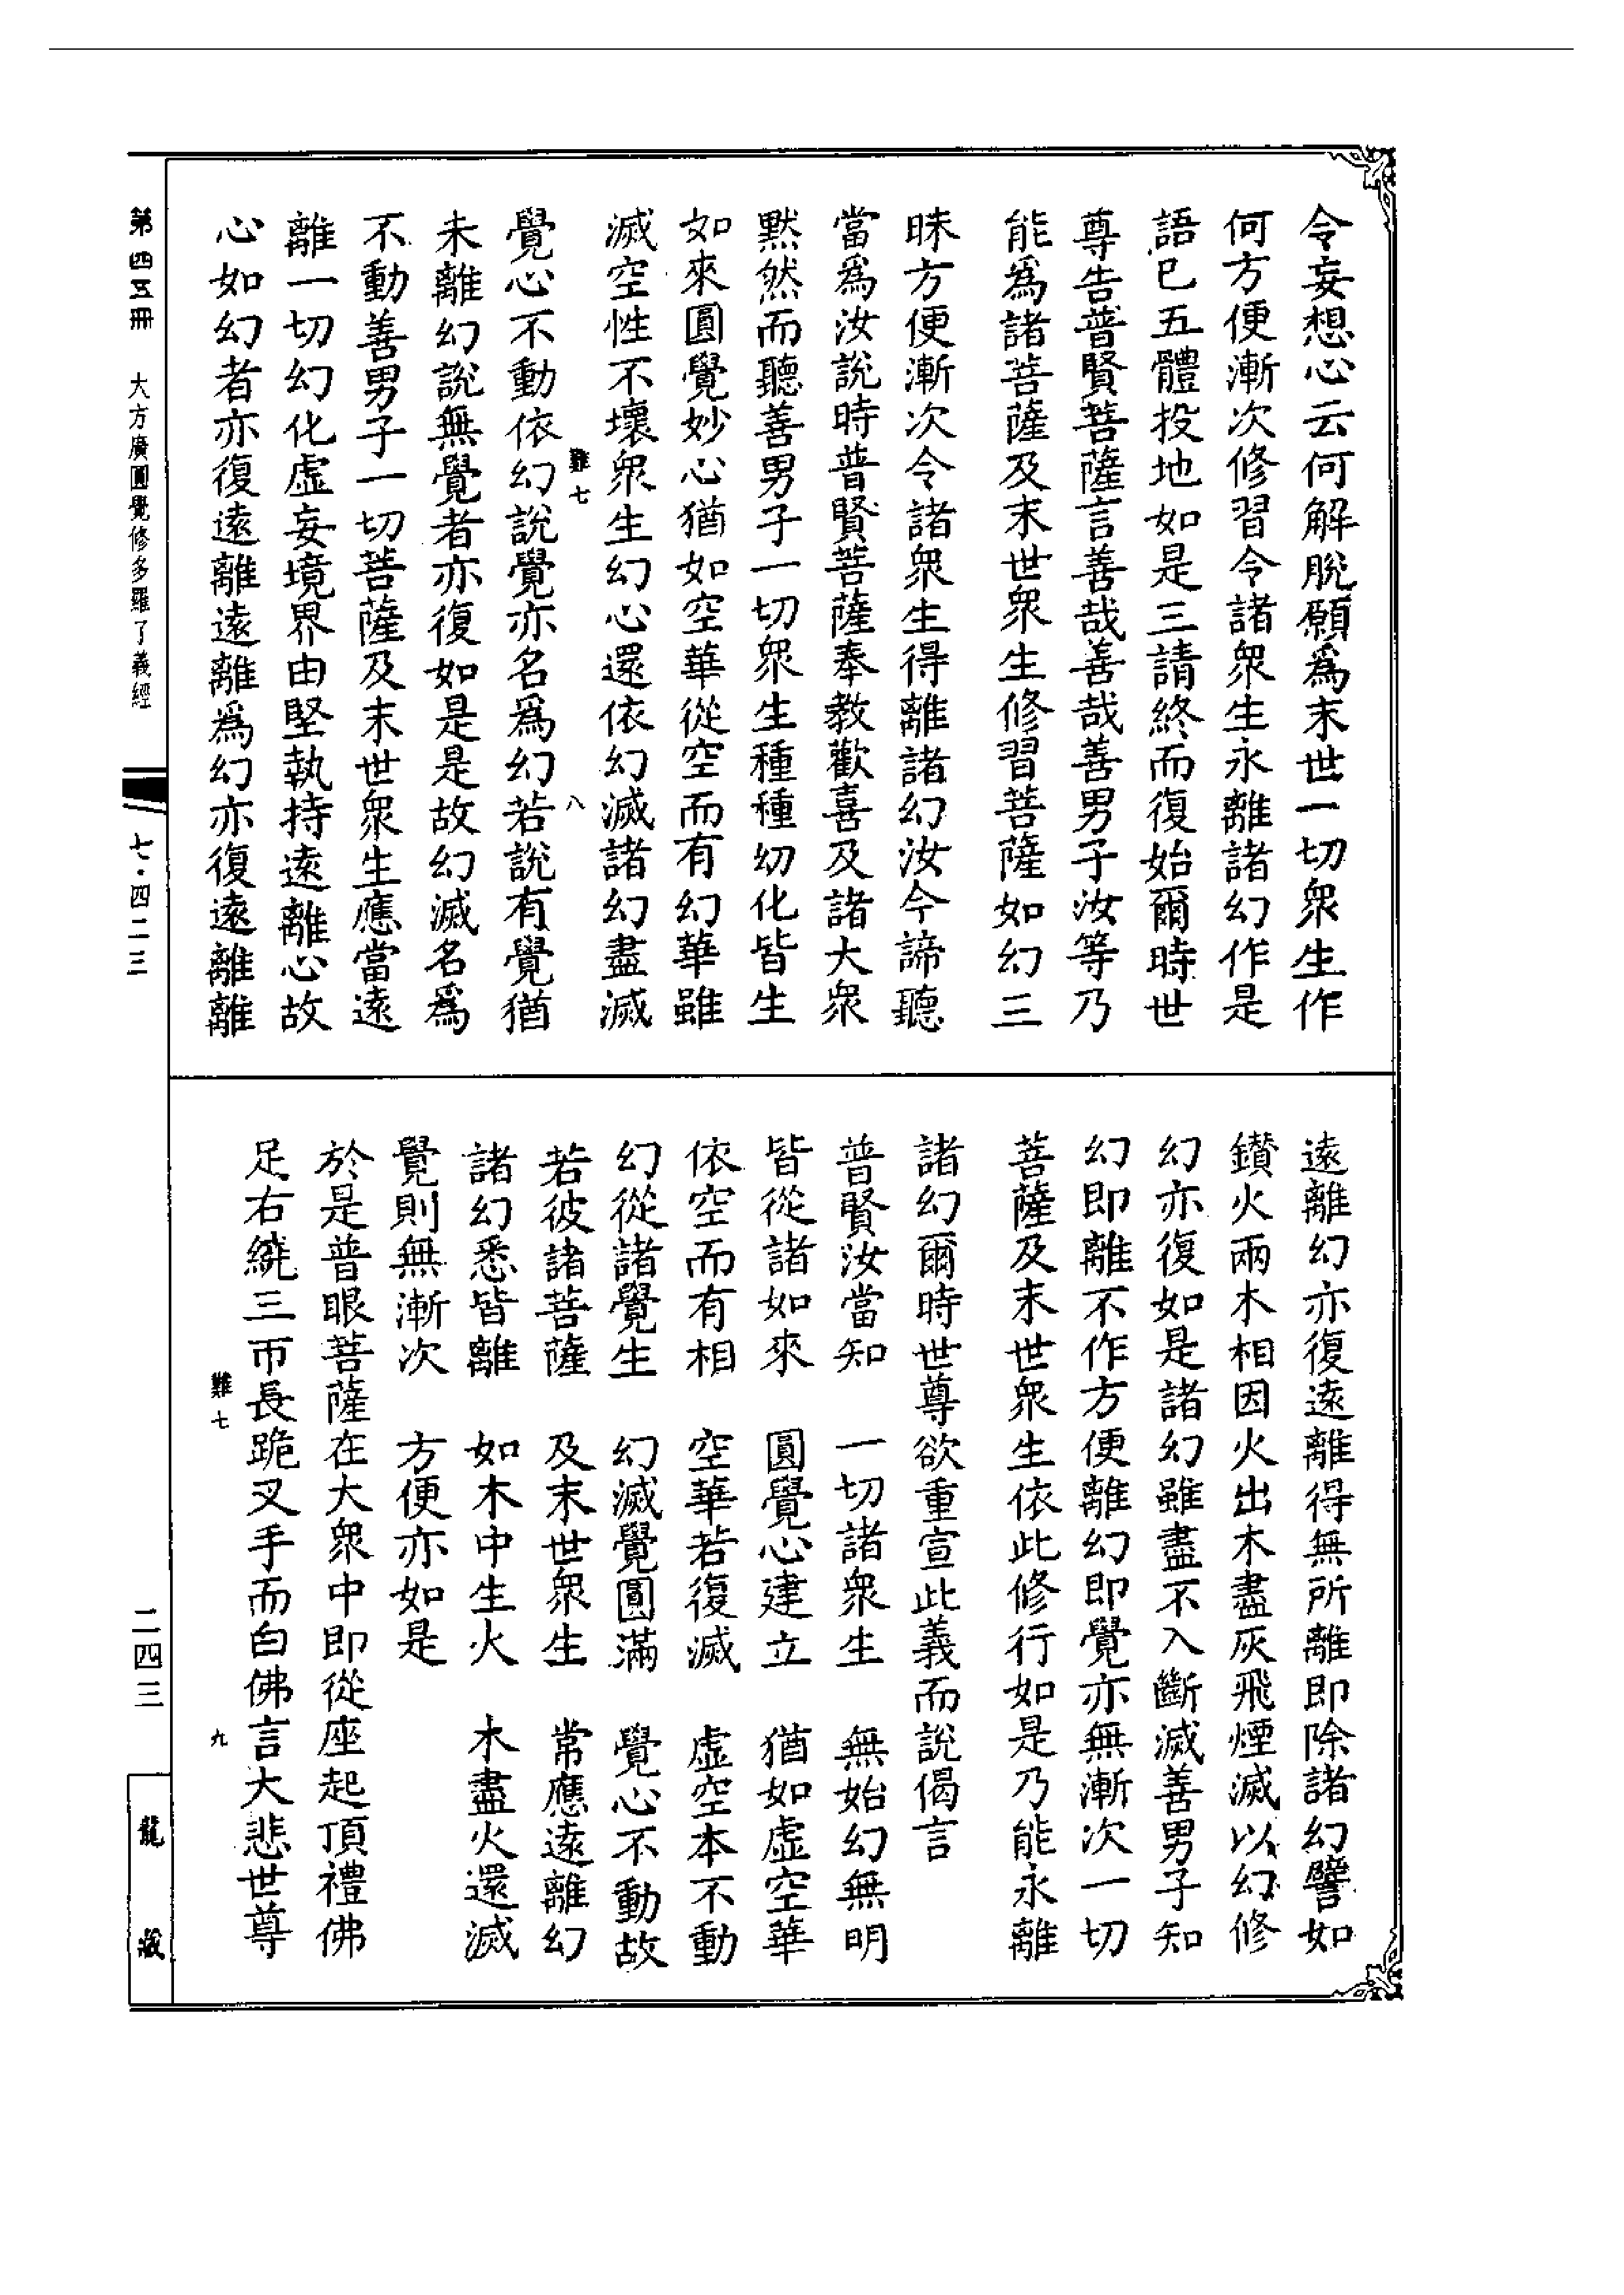 令妄想心云何解脫願爲末世一切衆生作
何方便漸次修習令諸衆生永離諸幻作是
語已五體投地如是三請終而復始爾時世
尊告普賢菩薩言善哉善哉善男子汝等乃
能爲諸菩薩及末世衆生修習菩薩如幻三
昧方便漸次令諸衆生得離諸幻汝今諦聽
當爲汝說時普賢菩薩奉教歡喜及諸大衆
默然而聽善男子一切衆生種種幻化皆生
如來圓覺妙心猶如空華從空而有幻華雖
滅空性不壞衆生幻心還依幻滅諸幻盡滅
難七 八
覺心不動依幻說覺亦名爲幻若說有覺猶
未離幻說無覺者亦復如是是故幻滅名爲
不動善男子一切菩薩及末世衆生應當遠
離一切幻化虛妄境界由堅執持遠離心故
心如幻者亦復遠離遠離爲幻亦復遠離離
遠離幻亦復遠離得無所離即除諸幻譬如
鑽火兩木相因火出木盡灰飛煙滅以幻修
幻亦復如是諸幻雖盡不入斷滅善男子知
幻即離不作方便離幻即覺亦無漸次一切
菩薩及末世衆生依此修行如是乃能永離
諸幻爾時世尊欲重宣此義而說偈言
普賢汝當知 一切諸衆生 無始幻無明
皆從諸如來 圓覺心建立 猶如虛空華
依空而有相 空華若復滅 虛空本不動
幻從諸覺生 幻滅覺圓滿 覺心不動故
若彼諸菩薩 及末世衆生 常應遠離幻
諸幻悉皆離 如木中生火 木盡火還滅
覺則無漸次 方便亦如是
於是普眼菩薩在大衆中即從座起頂禮佛
足右繞三帀長跪叉手而白佛言大悲世尊
難七 九
第四五冊 大方廣圓覺修多羅了義經
七·四二三
二四三
龍藏